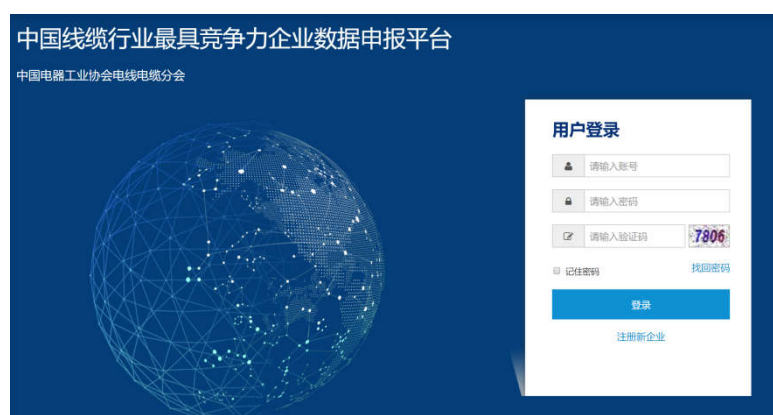 中国线缆行业最具竞争力企业数据申报平台
中国电器工业协会电线电缆分会
用户登录
请输入账号
请输入密码
请输入验证码 7806
记住密码 找回密码
登录
注册新企业